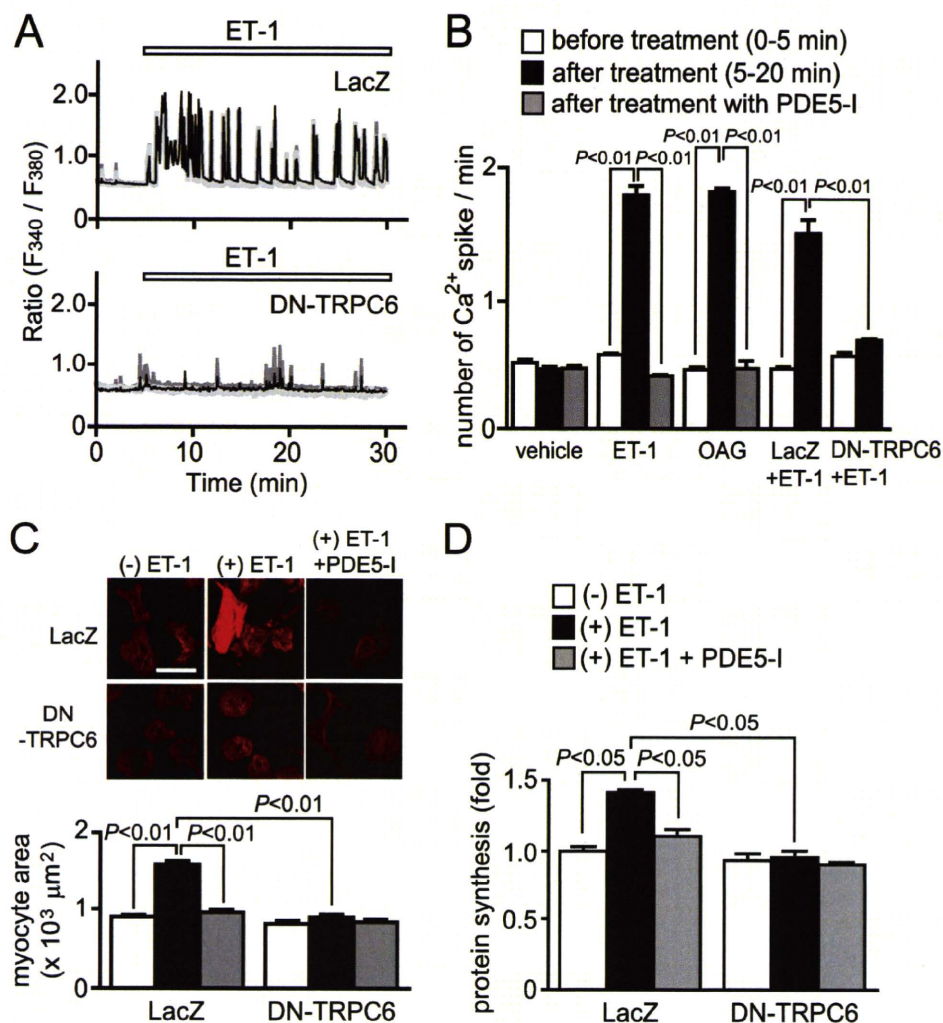 A
ET-1
LacZ
2.0
1.0
0
ET-1
DN-TRPC6
2.0
1.0
0
0
10
20
30
Time (min)
Ratio (F340 / F380)
B
before treatment (0-5 min)
after treatment (5-20 min)
after treatment with PDE5-I
P<0.01 P<0.01
P<0.01 P<0.01
P<0.01 P<0.01
2
1
0
number of Ca2+ spike / min
vehicle
ET-1
OAG
LacZ
+ET-1
DN-TRPC6
+ET-1
C
(-) ET-1
(+) ET-1
(+) ET-1
+PDE5-I
LacZ
DN
-TRPC6
P<0.01
P<0.01 P<0.01
2
1
0
myocyte area
(x 10³ µm²)
LacZ
DN-TRPC6
D
(-) ET-1
(+) ET-1
(+) ET-1 + PDE5-I
P<0.05
P<0.05 P<0.05
1.5
1.0
0.5
0
protein synthesis (fold)
LacZ
DN-TRPC6